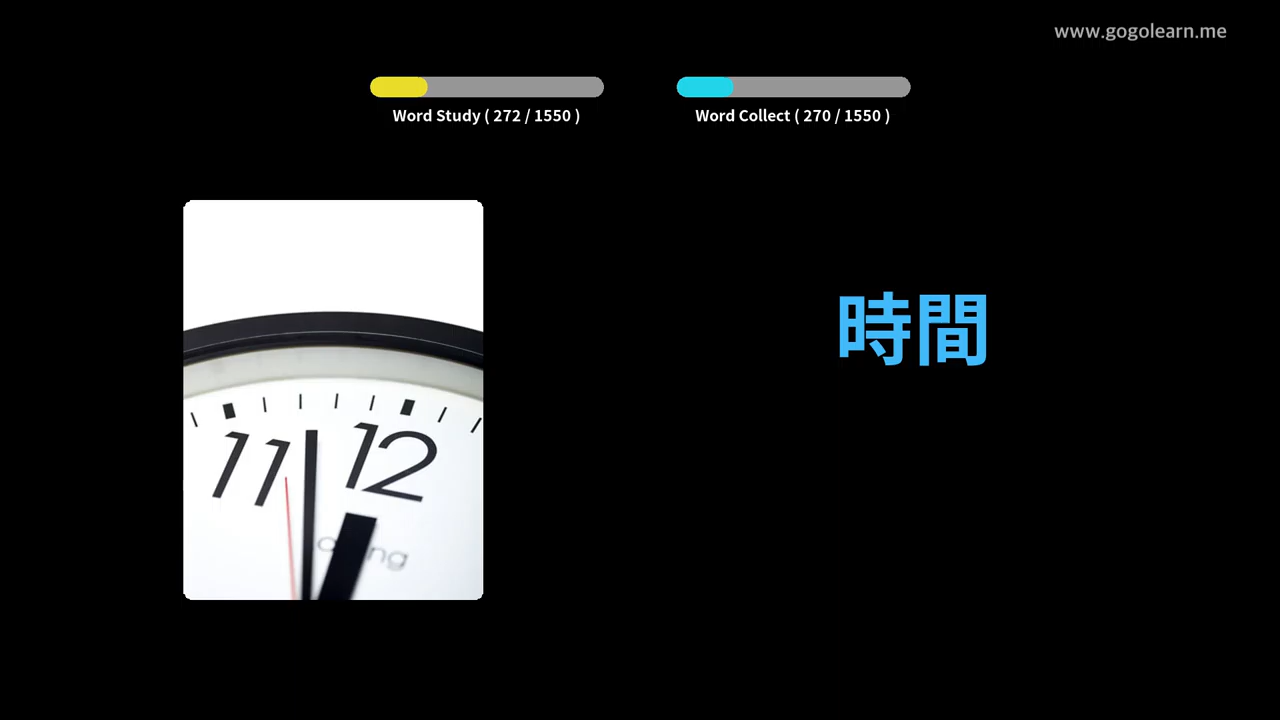 www.gogolearn.me
Word Study ( 272 / 1550 )
Word Collect ( 270 / 1550 )
時間
11
12